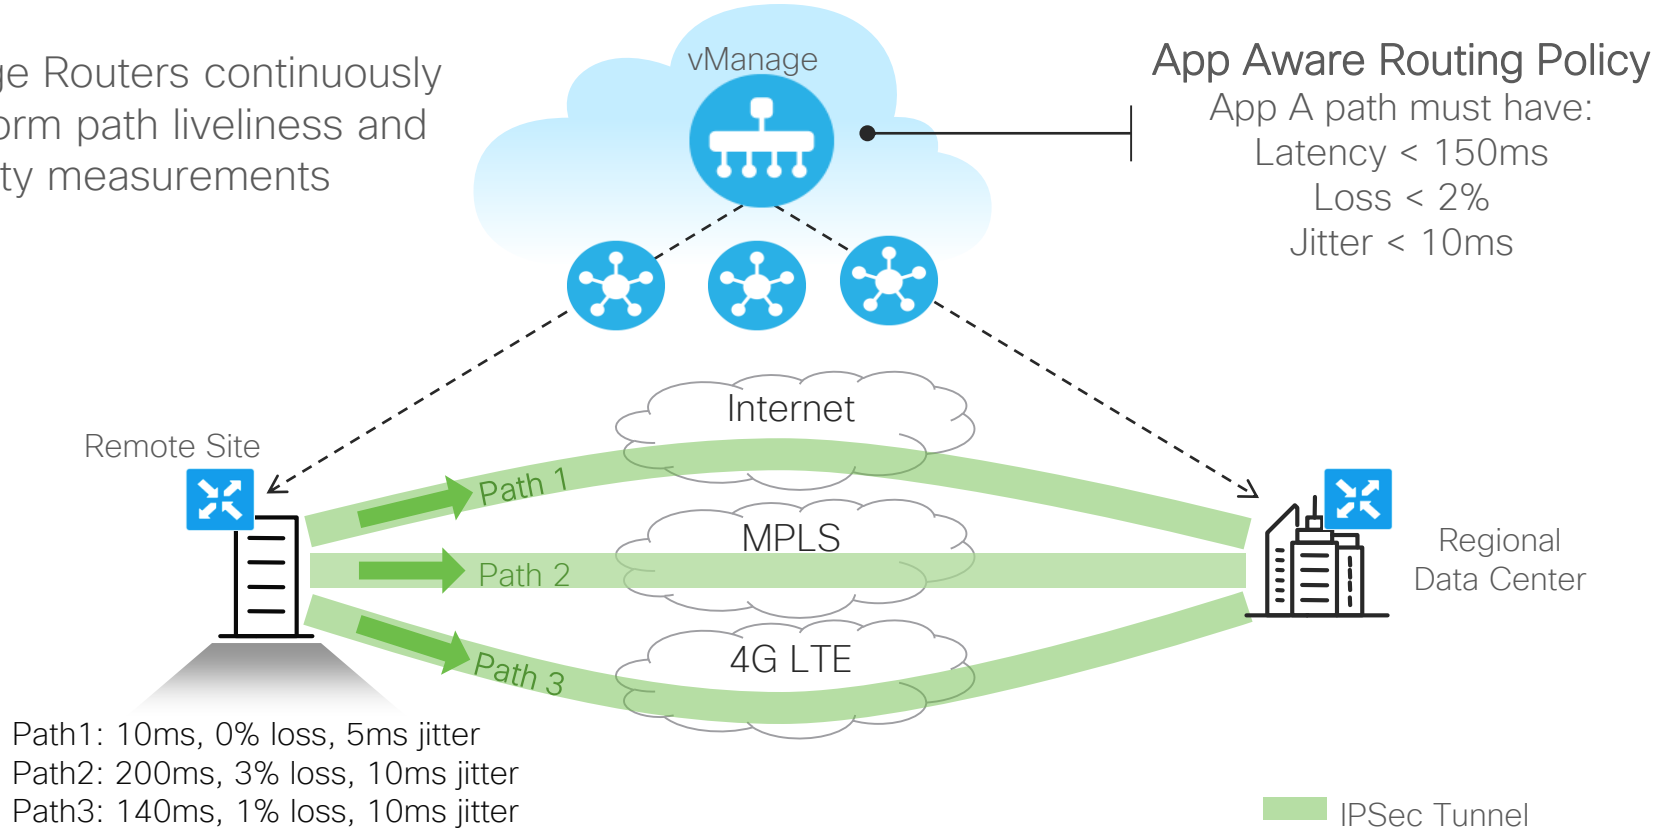 ge Routers continuously
orm path liveliness and
ty measurements
vManage
App Aware Routing Policy
App A path must have:
Latency < 150ms
Loss < 2%
Jitter < 10ms
Internet
Remote Site
Path 1
MPLS
Path 2
Regional
Data Center
4G LTE
Path 3
Path1: 10ms, 0% loss, 5ms jitter
Path2: 200ms, 3% loss, 10ms jitter
Path3: 140ms, 1% loss, 10ms jitter
IPSec Tunnel